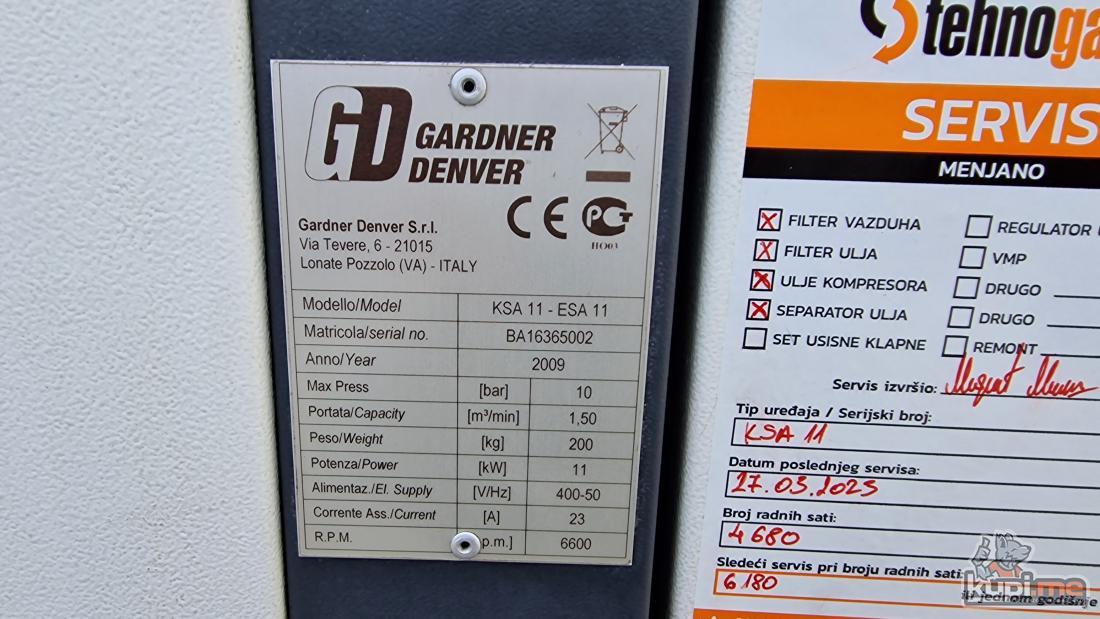 GD GARDNER
DENVER
Gardner Denver S.r.l.
Via Tevere, 6 - 21015
Lonate Pozzolo (VA) - ITALY
CE PCT
HO03
Modello/Model KSA 11 - ESA 11
Matricola/serial no. BA16365002
Anno/Year 2009
Max Press [bar] 10
Portata/Capacity [m³/min] 1,50
Peso/Weight [kg] 200
Potenza/Power [kW] 11
Alimentaz./El. Supply [V/Hz] 400-50
Corrente Ass./Current [A] 23
R.P.M. p.m.] 6600
tehnoga
SERVIS
MENJANO
FILTER VAZDUHA REGULATOR
FILTER ULJA VMP
ULJE KOMPRESORA DRUGO
SEPARATOR ULJA DRUGO
SET USISNE KLAPNE REMONT
Servis izvršio:
Tip uređaja / Serijski broj:
KSA 11
Datum poslednjeg servisa:
27.03.2025
Broj radnih sati:
4680
Sledeći servis pri broju radnih sati:
6180
ili jednom godišnje
kupime